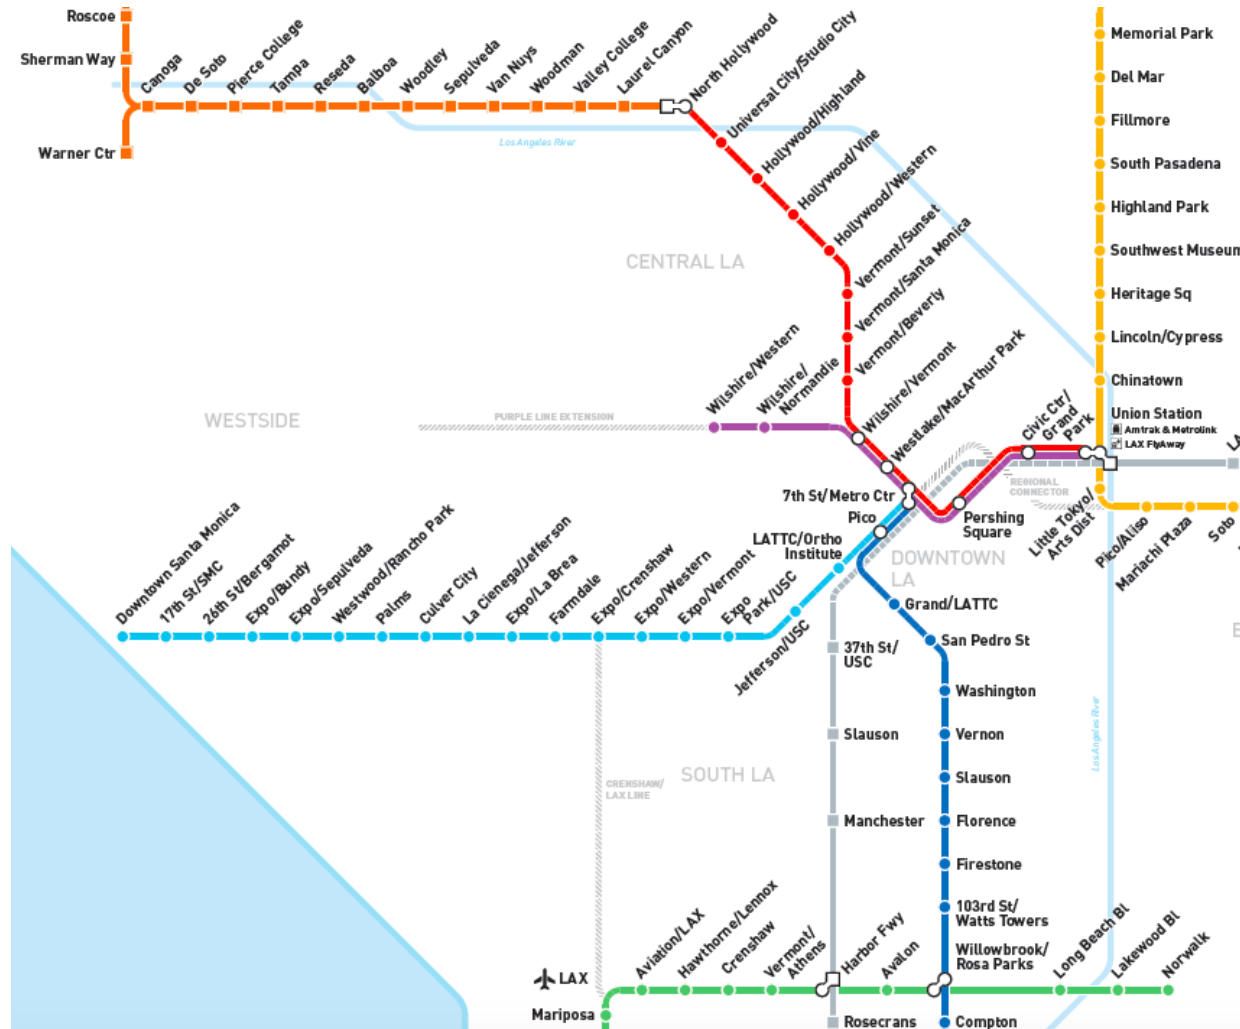 Roscoe
Sherman Way
Warner Ctr
Canoga
De Soto
Pierce College
Tampa
Reseda
Balboa
Woodley
Sepulveda
Van Nuys
Woodman
Valley College
Laurel Canyon
North Hollywood
Universal City/Studio City
Hollywood/Highland
Hollywood/Vine
Hollywood/Western
Vermont/Sunset
Vermont/Santa Monica
Vermont/Beverly
Los Angeles River
Memorial Park
Del Mar
Fillmore
South Pasadena
Highland Park
Southwest Museum
Heritage Sq
Lincoln/Cypress
Chinatown
Union Station
Amtrak & Metrolink
LAX FlyAway
CENTRAL LA
WESTSIDE
PURPLE LINE EXTENSION
Wilshire/Western
Wilshire/
Normandie
Wilshire/Vermont
Westlake/MacArthur Park
Civic Ctr/
Grand
Park
7th St/Metro Ctr
Pico
Pershing
Square
REGIONAL
CONNECTOR
Little Tokyo/
Arts Dist
Pico/Aliso
Mariachi Plaza
Soto
LATTC/Ortho
Institute
DOWNTOWN
LA
Downtown Santa Monica
17th St/SMC
26th St/Bergamot
Expo/Bundy
Expo/Sepulveda
Westwood/Rancho Park
Palms
Culver City
La Cienega/Jefferson
Expo/La Brea
Farmdale
Expo/Crenshaw
Expo/Western
Expo/Vermont
Expo
Park/USC
Jefferson/USC
Grand/LATTC
San Pedro St
37th St/
USC
Washington
Slauson
Vernon
SOUTH LA
Slauson
CRENSHAW/
LAX LINE
Los Angeles River
Manchester
Florence
Firestone
103rd St/
Watts Towers
Willowbrook/
Rosa Parks
LAX
Mariposa
Aviation/LAX
Hawthorne/Lennox
Crenshaw
Vermont/
Athens
Harbor Fwy
Avalon
Long Beach Bl
Lakewood Bl
Norwalk
Rosecrans
Compton